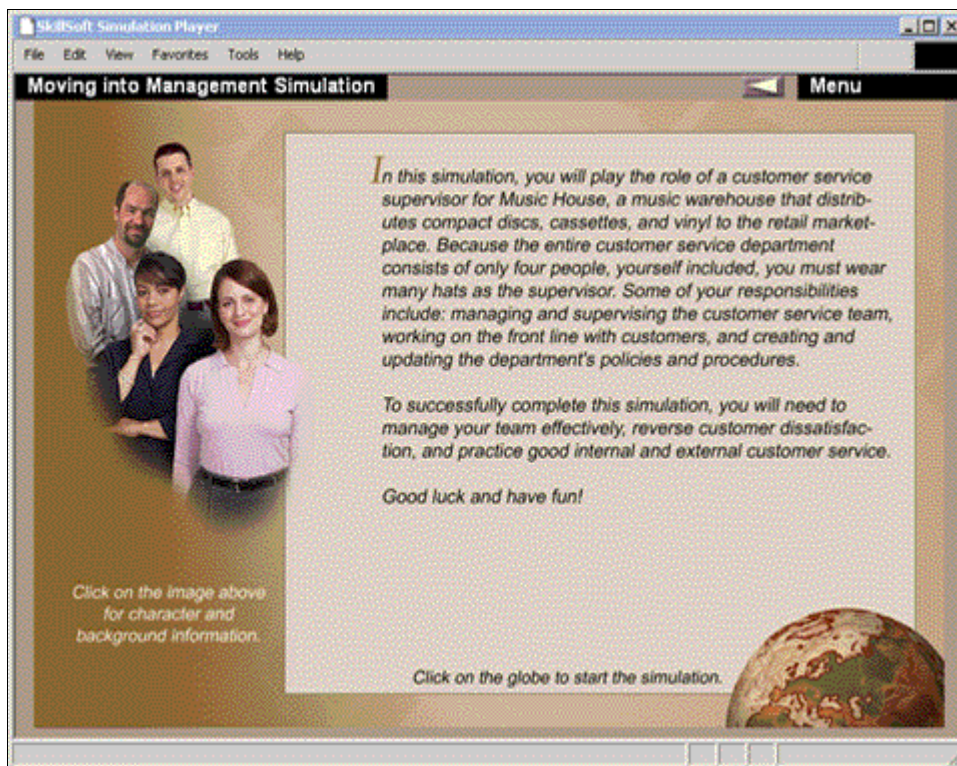 SkillSoft Simulation Player
File Edit View Favorites Tools Help
Moving into Management Simulation
Menu
In this simulation, you will play the role of a customer service
supervisor for Music House, a music warehouse that distrib-
utes compact discs, cassettes, and vinyl to the retail market-
place. Because the entire customer service department
consists of only four people, yourself included, you must wear
many hats as the supervisor. Some of your responsibilities
include: managing and supervising the customer service team,
working on the front line with customers, and creating and
updating the department's policies and procedures.
To successfully complete this simulation, you will need to
manage your team effectively, reverse customer dissatisfac-
tion, and practice good internal and external customer service.
Good luck and have fun!
Click on the image above
for character and
background information.
Click on the globe to start the simulation.